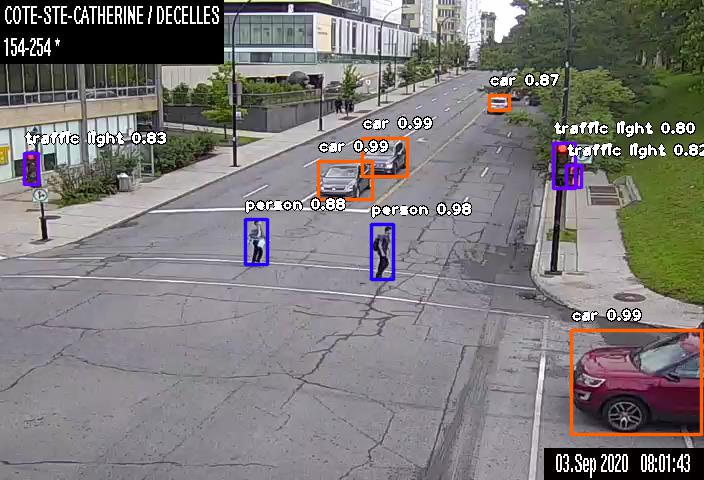 COTE-STE-CATHERINE / DECELLES
154-254 *
car 0.87
car 0.99
traffic light 0.80
traffic light 0.83
car 0.99
traffic light 0.82
person 0.88
person 0.98
car 0.99
03.Sep 2020 08:01:43